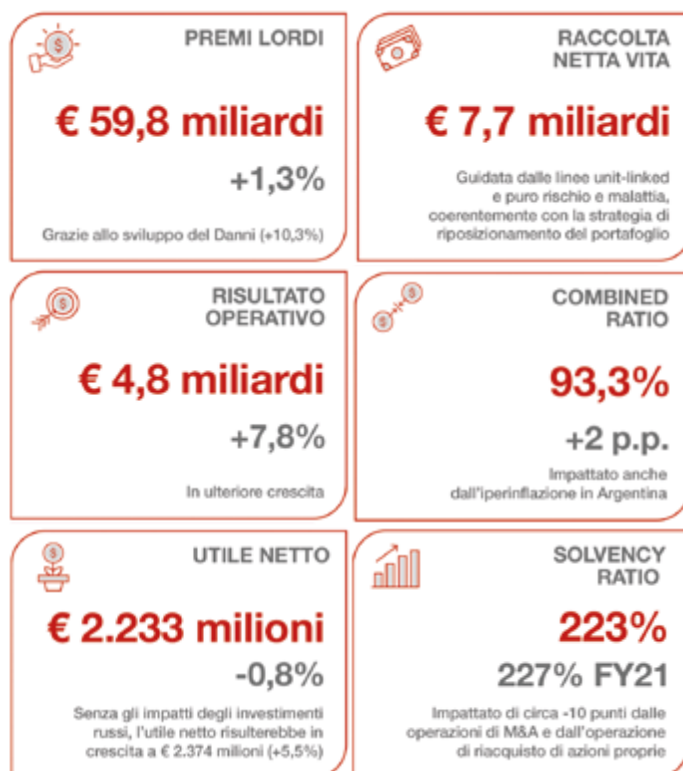 PREMI LORDI
€ 59,8 miliardi
+1,3%
Grazie allo sviluppo del Danni (+10,3%)
RACCOLTA
NETTA VITA
€ 7,7 miliardi
Guidata dalle linee unit-linked
e puro rischio e malattia,
coerentemente con la strategia di
riposizionamento del portafoglio
RISULTATO
OPERATIVO
€ 4,8 miliardi
+7,8%
In ulteriore crescita
COMBINED
RATIO
93,3%
+2 p.p.
Impattato anche
dall'iperinflazione in Argentina
UTILE NETTO
€ 2.233 milioni
-0,8%
Senza gli impatti degli investimenti
russi, l'utile netto risulterebbe in
crescita a € 2.374 milioni (+5,5%)
SOLVENCY
RATIO
223%
227% FY21
Impattato di circa -10 punti dalle
operazioni di M&A e dall'operazione
di riacquisto di azioni proprie